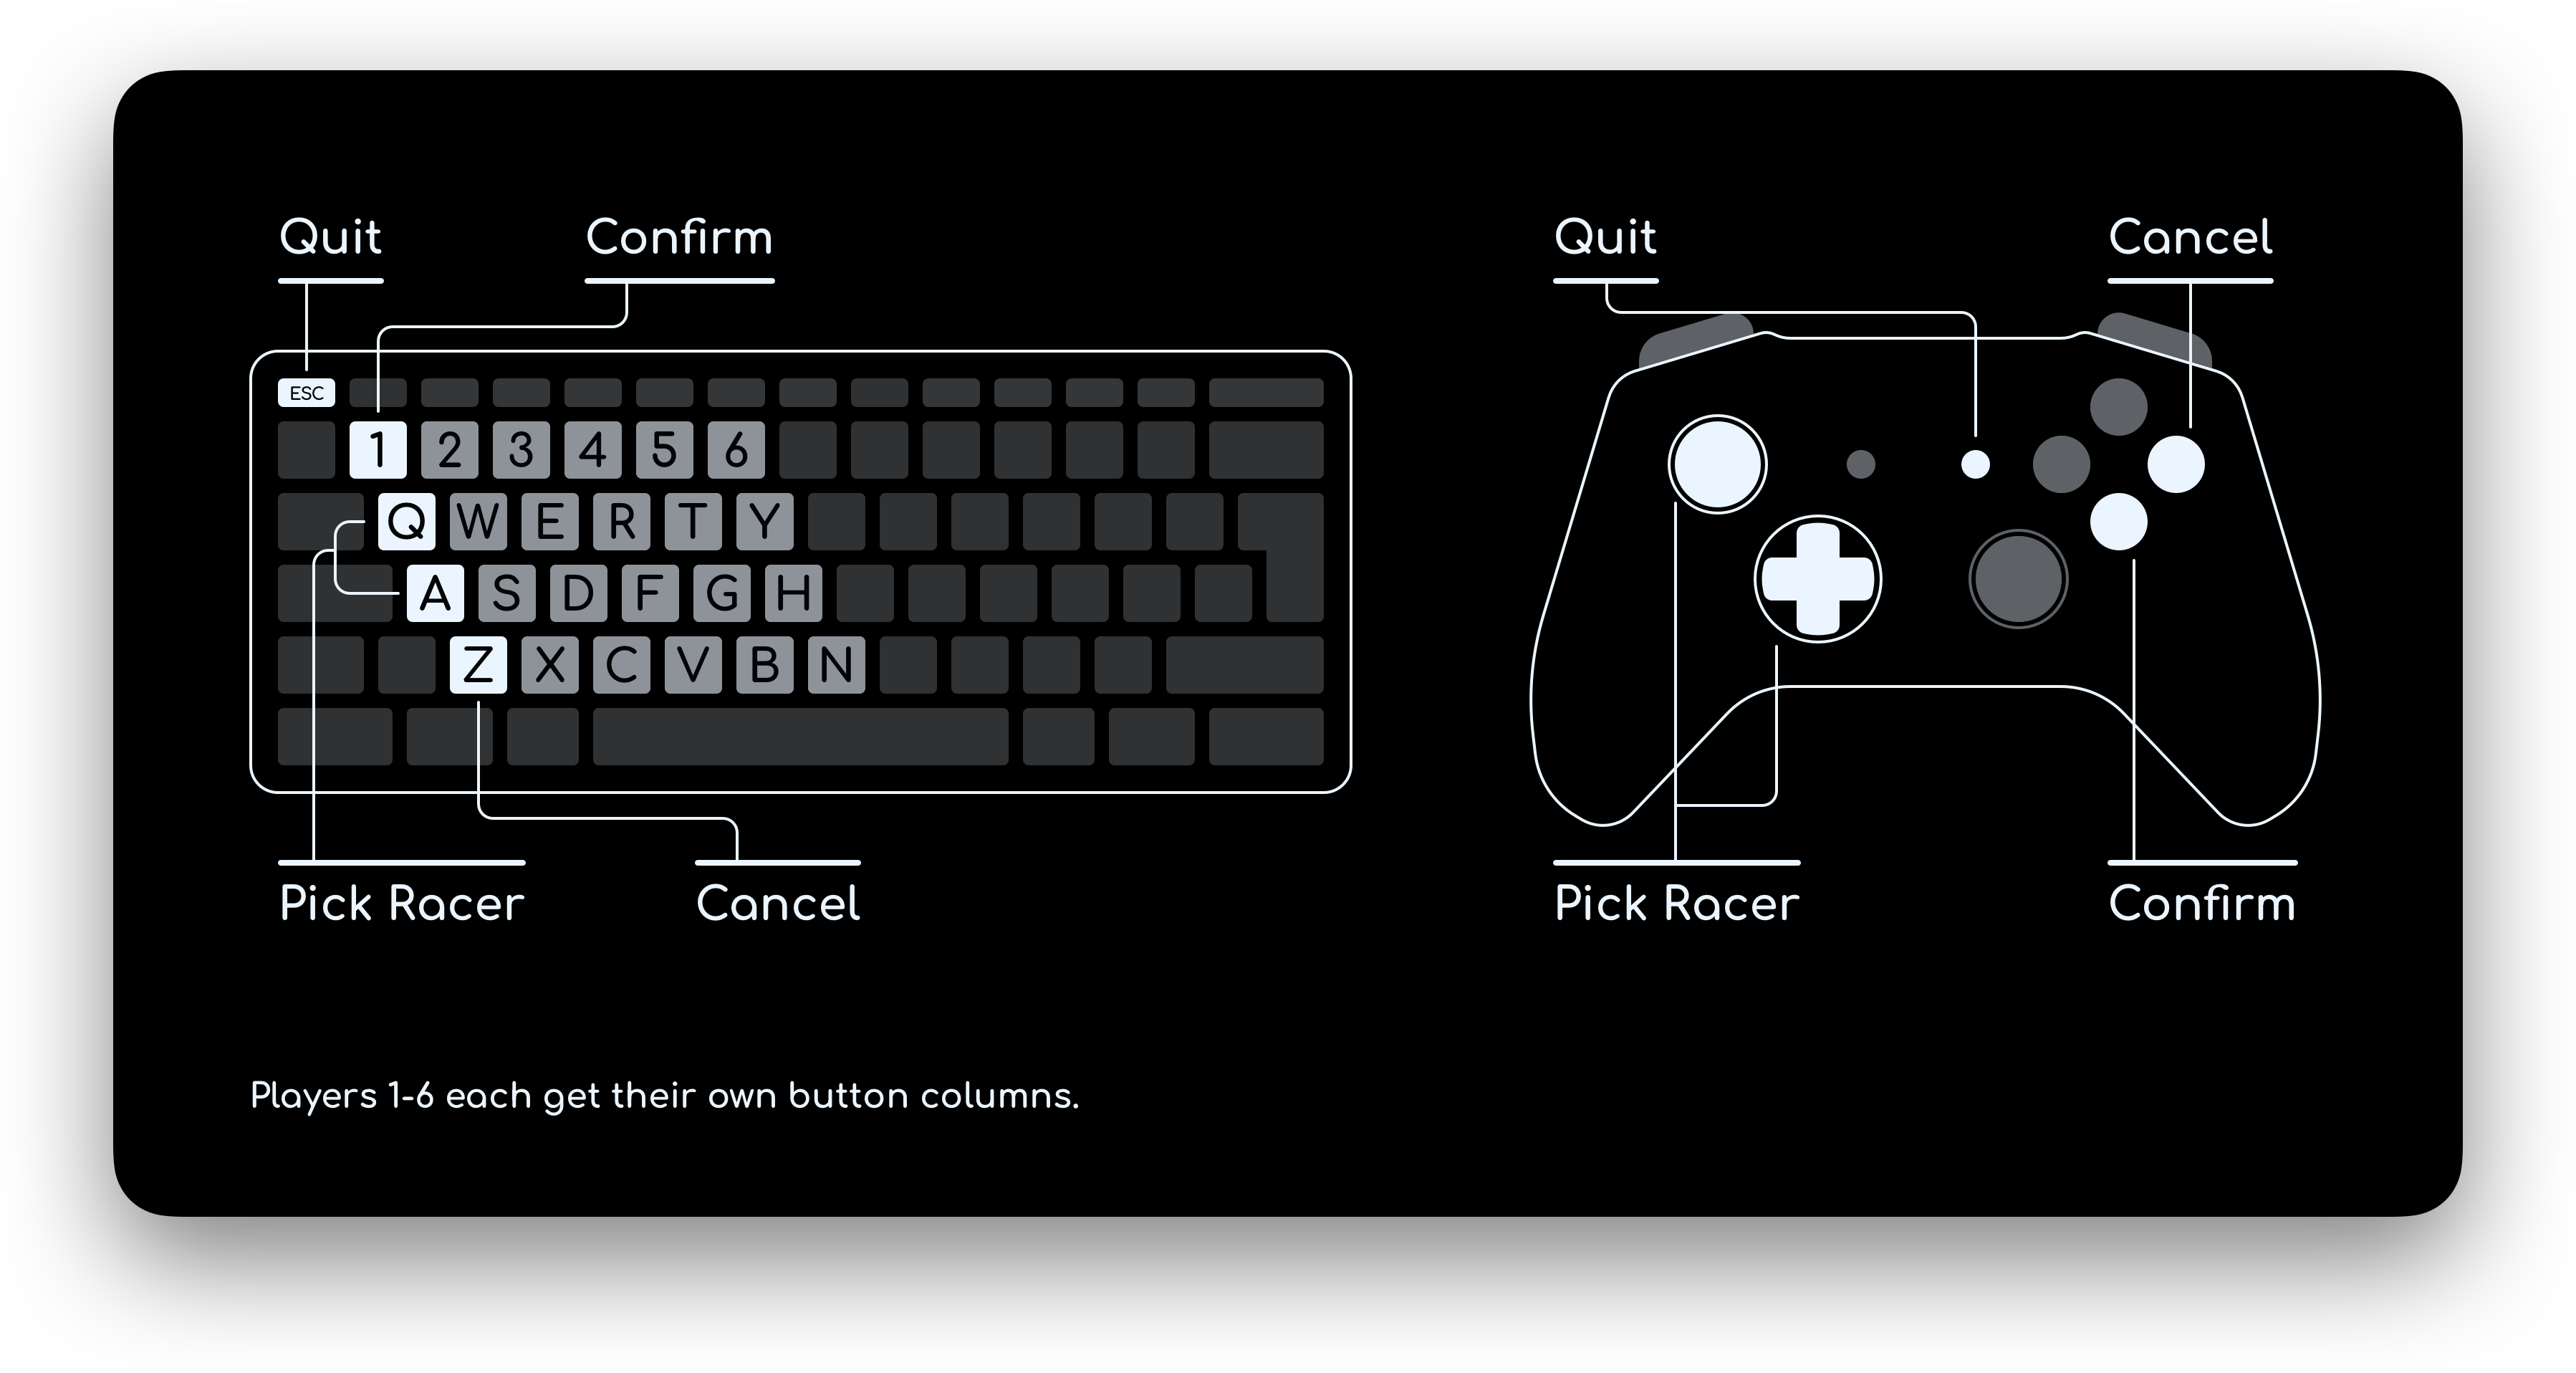 Quit Confirm Quit Cancel
ESC
1 2 3 4 5 6
Q W E R T Y
A S D F G H
Z X C V B N
Pick Racer Cancel Pick Racer Confirm
Players 1-6 each get their own button columns.